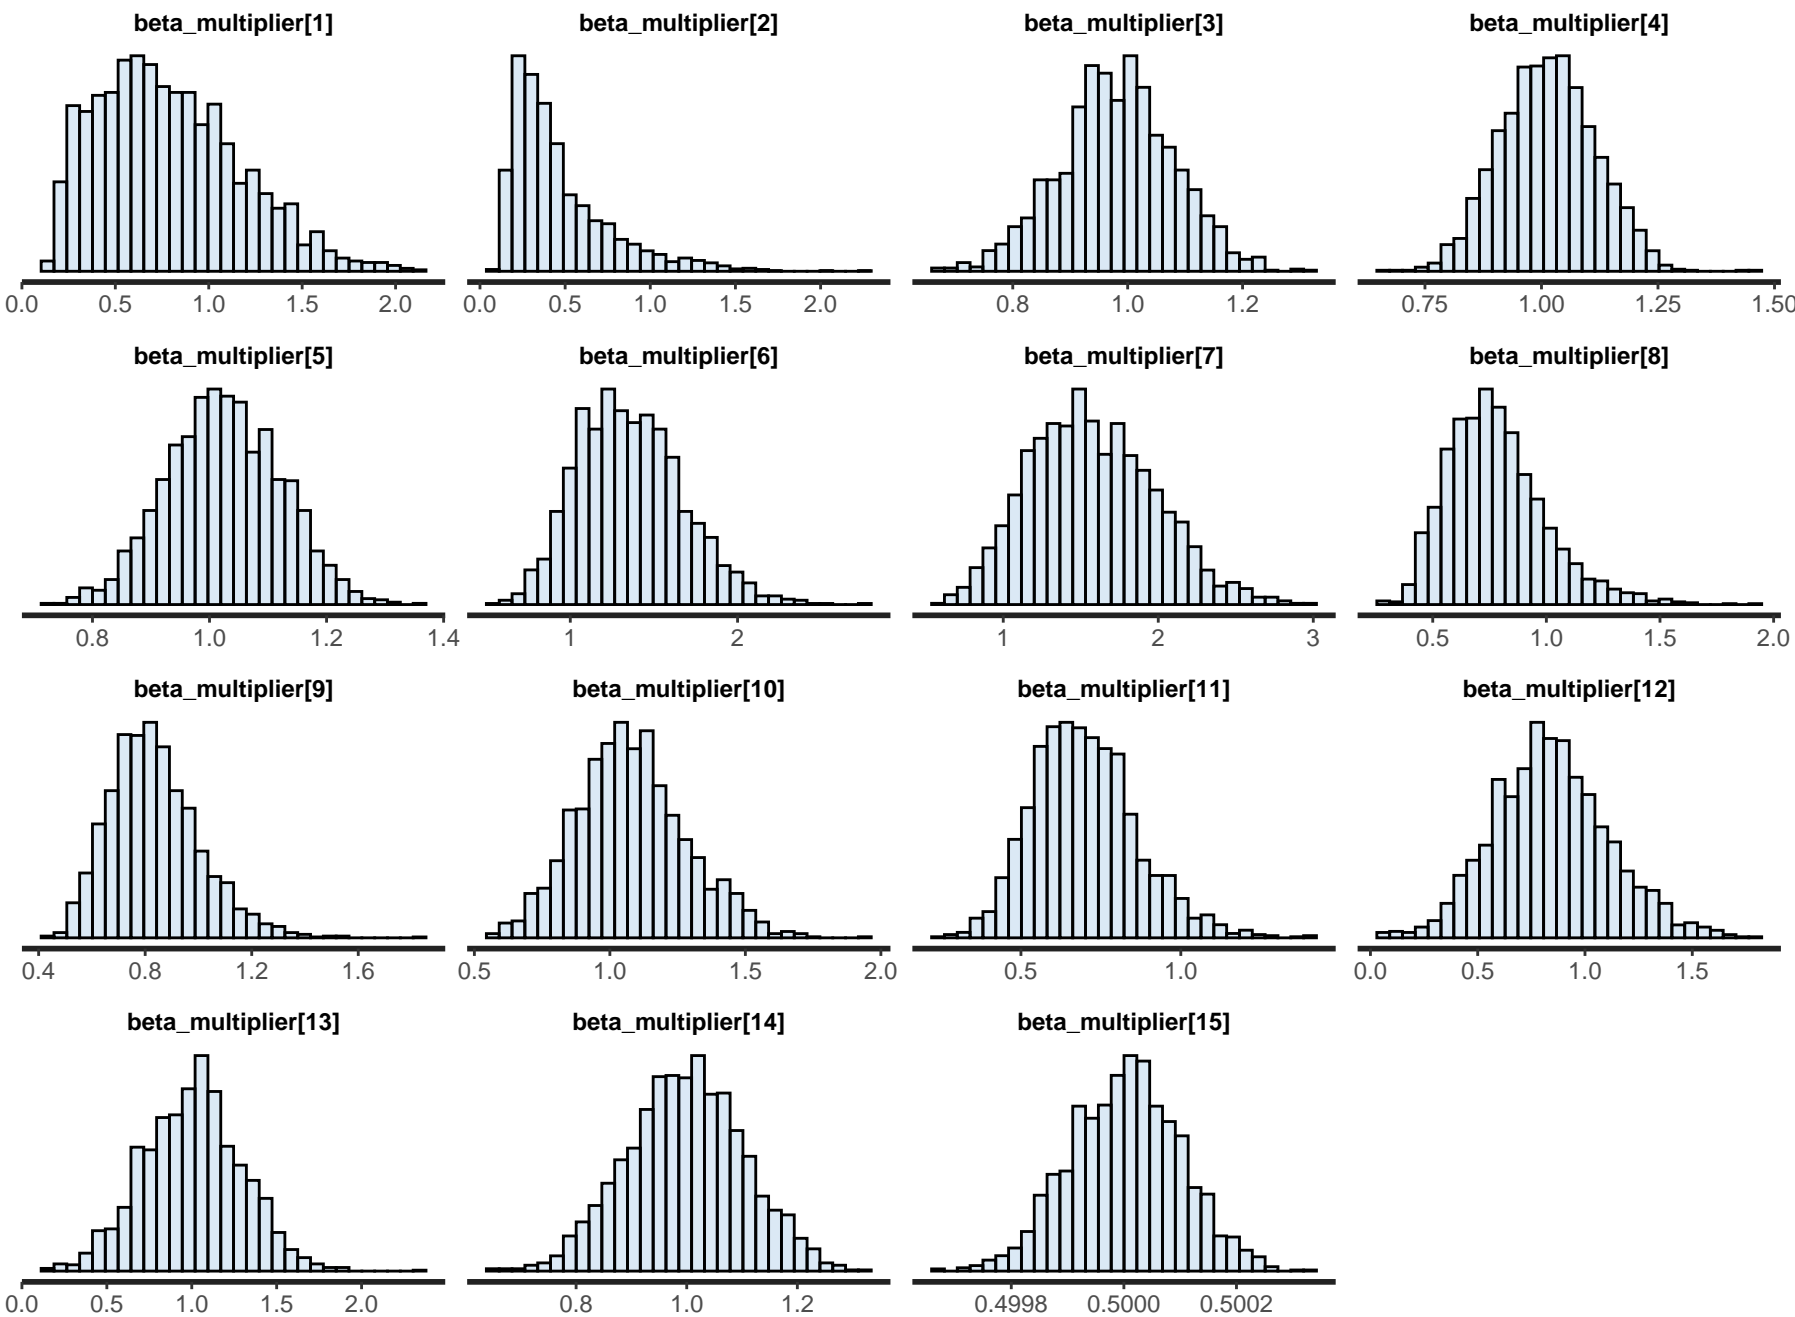 beta_multiplier[1] beta_multiplier[2] beta_multiplier[3] beta_multiplier[4]
0.0 0.5 1.0 1.5 2.0 0.0 0.5 1.0 1.5 2.0 0.8 1.0 1.2 0.75 1.00 1.25 1.50
beta_multiplier[5] beta_multiplier[6] beta_multiplier[7] beta_multiplier[8]
0.8 1.0 1.2 1.4 1 2 1 2 3 0.5 1.0 1.5 2.0
beta_multiplier[9] beta_multiplier[10] beta_multiplier[11] beta_multiplier[12]
0.4 0.8 1.2 1.6 0.5 1.0 1.5 2.0 0.5 1.0 0.0 0.5 1.0 1.5
beta_multiplier[13] beta_multiplier[14] beta_multiplier[15]
0.0 0.5 1.0 1.5 2.0 0.8 1.0 1.2 0.4998 0.5000 0.5002